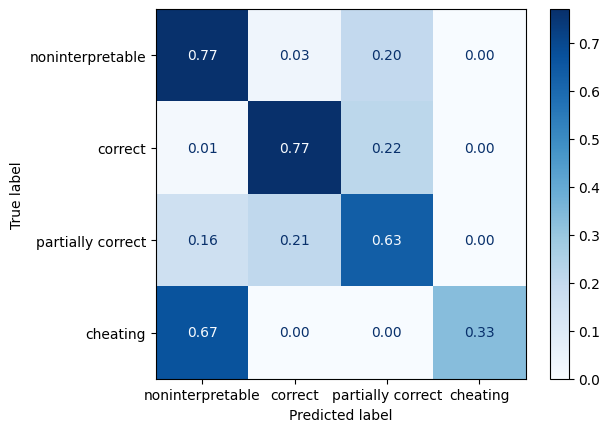 True label
noninterpretable 0.77 0.03 0.20 0.00
correct 0.01 0.77 0.22 0.00
partially correct 0.16 0.21 0.63 0.00
cheating 0.67 0.00 0.00 0.33
noninterpretable correct partially correct cheating
Predicted label
0.7
0.6
0.5
0.4
0.3
0.2
0.1
0.0